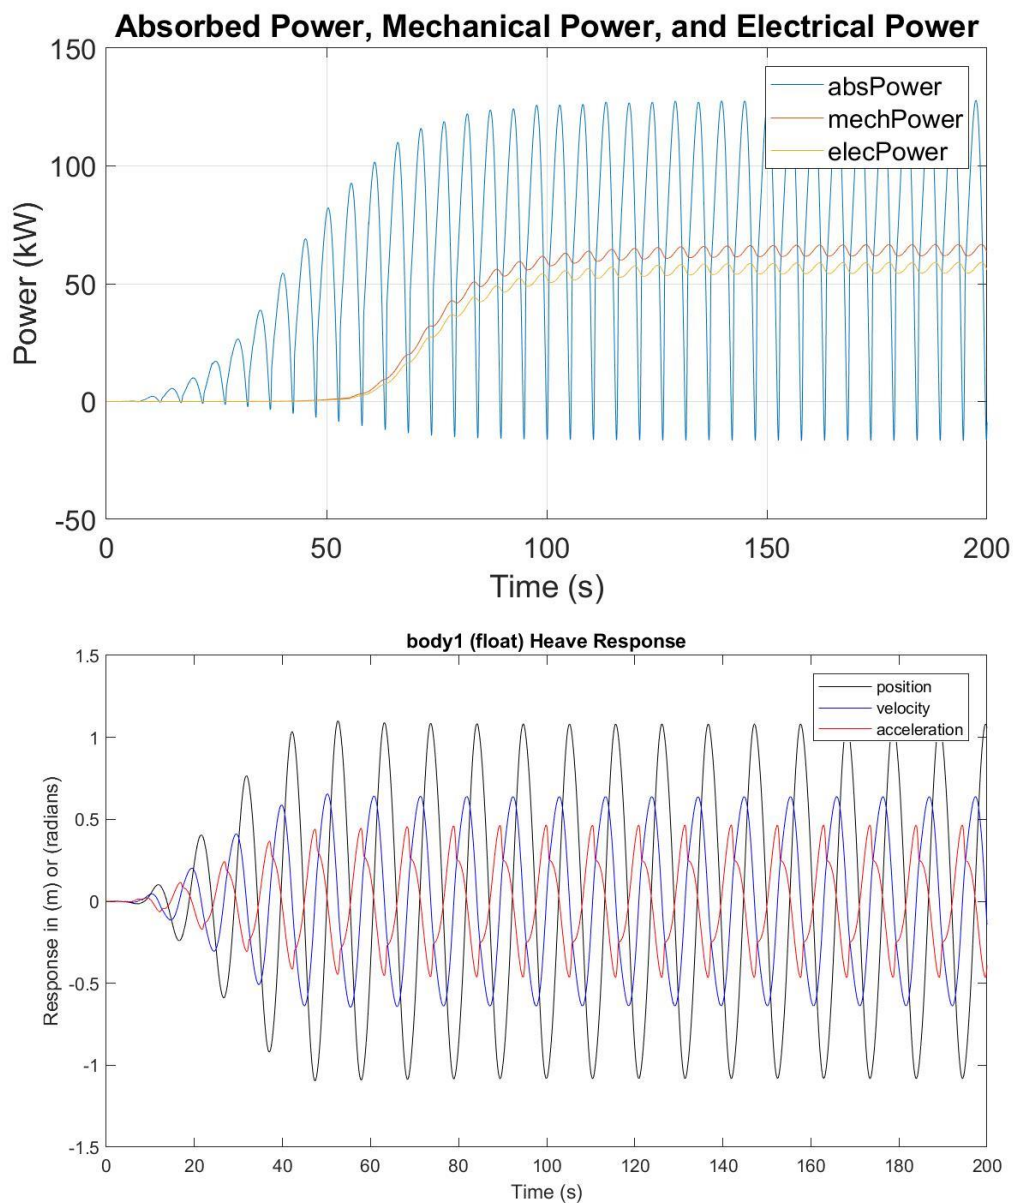 Absorbed Power, Mechanical Power, and Electrical Power
150
100
50
0
-50
Power (kW)
absPower
mechPower
elecPower
0 50 100 150 200
Time (s)
body1 (float) Heave Response
1.5
1
0.5
0
-0.5
-1
-1.5
Response in (m) or (radians)
position
velocity
acceleration
0 20 40 60 80 100 120 140 160 180 200
Time (s)